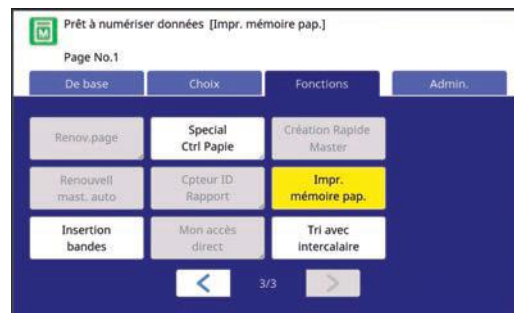 Prêt à numériser données [Impr. mémoire pap.]
Page No.1
De base
Choix
Fonctions
Admin.
Renov.page
Special
Ctrl Papie
Création Rapide
Master
Renouvell
mast. auto
Cpteur ID
Rapport
Impr.
mémoire pap.
Insertion
bandes
Mon accès
direct
Tri avec
intercalaire
3/3